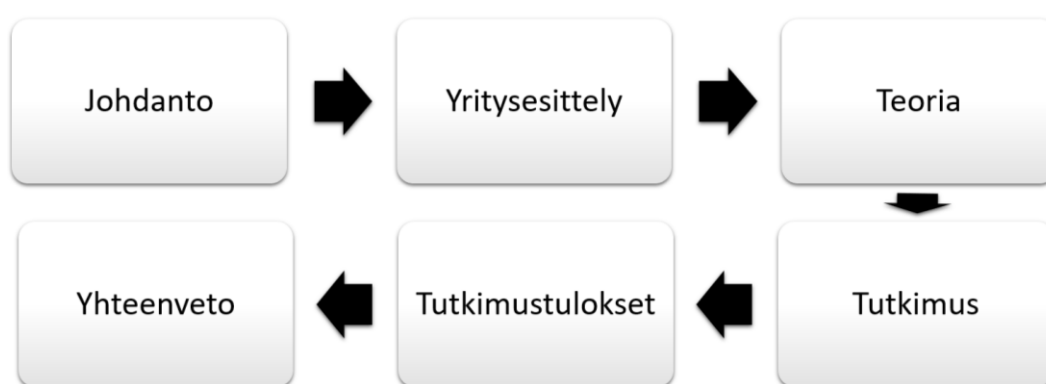 Johdanto
Yritysesittely
Teoria
Tutkimus
Tutkimustulokset
Yhteenveto